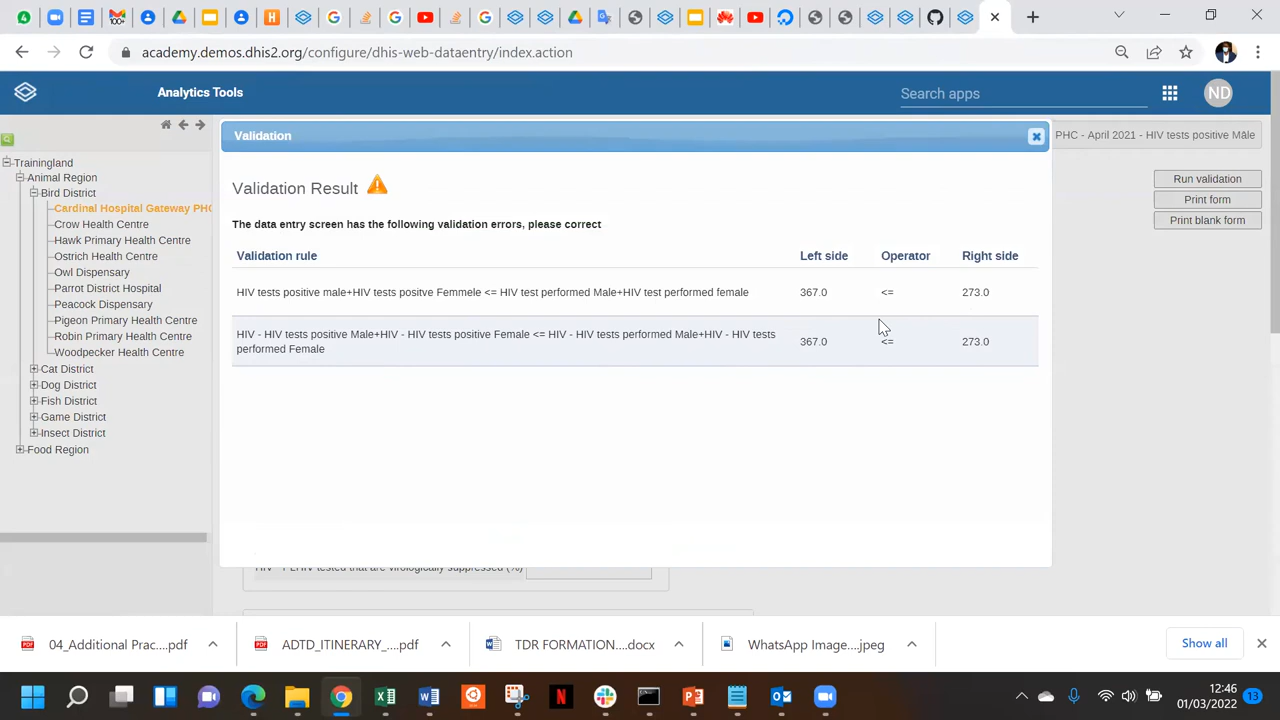 academy.demos.dhis2.org/configure/dhis-web-dataentry/index.action
Analytics Tools
Search apps
ND
Validation
PHC - April 2021 - HIV tests positive Male
Trainingland
Animal Region
Bird District
Cardinal Hospital Gateway PHC
Crow Health Centre
Hawk Primary Health Centre
Ostrich Health Centre
Owl Dispensary
Parrot District Hospital
Peacock Dispensary
Pigeon Primary Health Centre
Robin Primary Health Centre
Woodpecker Health Centre
Cat District
Dog District
Fish District
Game District
Insect District
Food Region
Validation Result
The data entry screen has the following validation errors, please correct
Validation rule Left side Operator Right side
HIV tests positive male+HIV tests positve Femmele <= HIV test performed Male+HIV test performed female 367.0 <= 273.0
HIV - HIV tests positive Male+HIV - HIV tests positive Female <= HIV - HIV tests performed Male+HIV - HIV tests
performed Female 367.0 <= 273.0
Run validation
Print form
Print blank form
HIV - PLHIV tested that are virologically suppressed (%)
04_Additional Prac....pdf
ADTD_ITINERARY_....pdf
TDR FORMATION....docx
WhatsApp Image....jpeg
Show all
12:46
01/03/2022
13